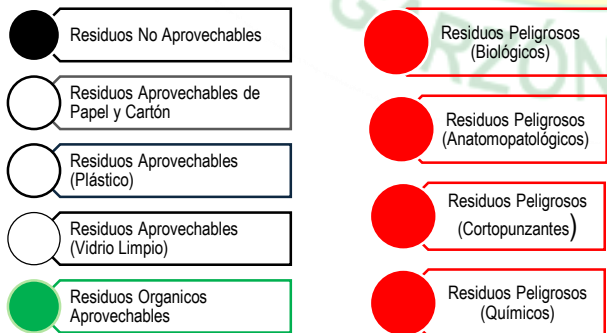 Residuos No Aprovechables
Residuos Aprovechables de
Papel y Cartón
Residuos Aprovechables
(Plástico)
Residuos Aprovechables
(Vidrio Limpio)
Residuos Organicos
Aprovechables
GARZÓN
Residuos Peligrosos
(Biológicos)
Residuos Peligrosos
(Anatomopatológicos)
Residuos Peligrosos
(Cortopunzantes)
Residuos Peligrosos
(Químicos)